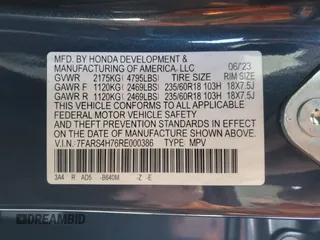 MFD. BY HONDA DEVELOPMENT &
MANUFACTURING OF AMERICA, LLC 06/23
GVWR 2175KG( 4795LBS) TIRE SIZE RIM SIZE
GAWR F 1120KG( 2469LBS) 235/60R18 103H 18X7.5J
GAWR R 1120KG( 2469LBS) 235/60R18 103H 18X7.5J
THIS VEHICLE CONFORMS TO ALL APPLICABLE
FEDERAL MOTOR VEHICLE SAFETY AND
THEFT PREVENTION STANDARDS IN EFFECT
ON THE DATE OF MANUFACTURE SHOWN ABOVE.
V.I.N.: 7FARS4H76RE000386 TYPE: MPV
3A4 R AD5 -B640M -Z -E
DREAMBID